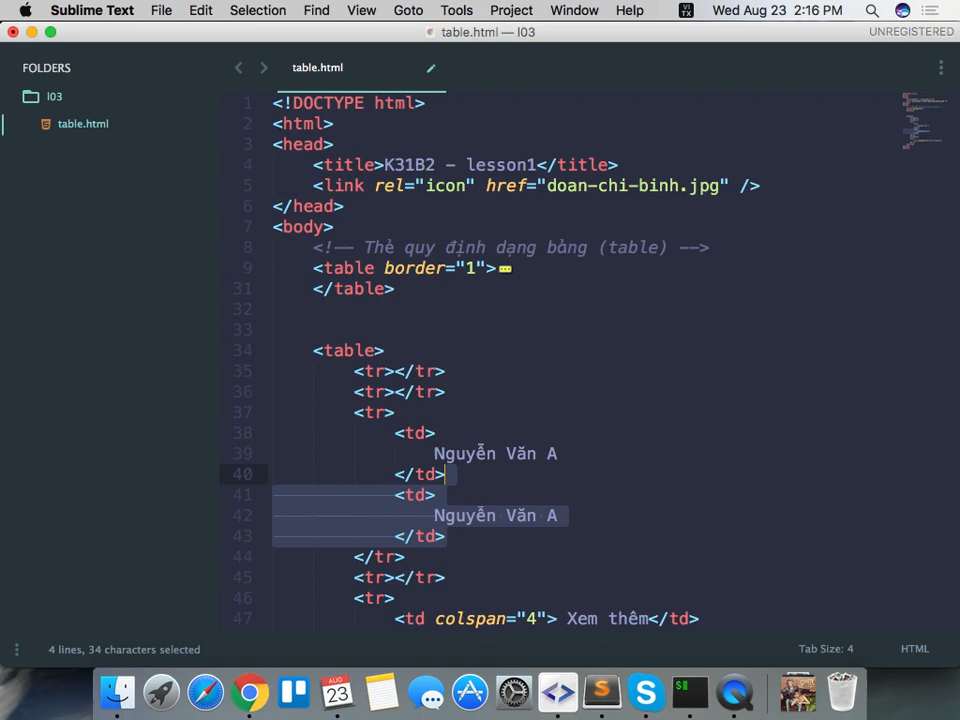 Sublime Text File Edit Selection Find View Goto Tools Project Window Help VI TX Wed Aug 23 2:16 PM
table.html — l03 UNREGISTERED
FOLDERS
l03
table.html
table.html
1 <!DOCTYPE html>
2 <html>
3 <head>
4 <title>K31B2 - lesson1</title>
5 <link rel="icon" href="doan-chi-binh.jpg" />
6 </head>
7 <body>
8 <!-- Thẻ quy định dạng bảng (table) -->
9 <table border="1">
31 </table>
32
33
34 <table>
35 <tr></tr>
36 <tr></tr>
37 <tr>
38 <td>
39 Nguyễn Văn A
40 </td>
41 <td>
42 Nguyễn Văn A
43 </td>
44 </tr>
45 <tr></tr>
46 <tr>
47 <td colspan="4"> Xem thêm</td>
4 lines, 34 characters selected Tab Size: 4 HTML
AUG
23